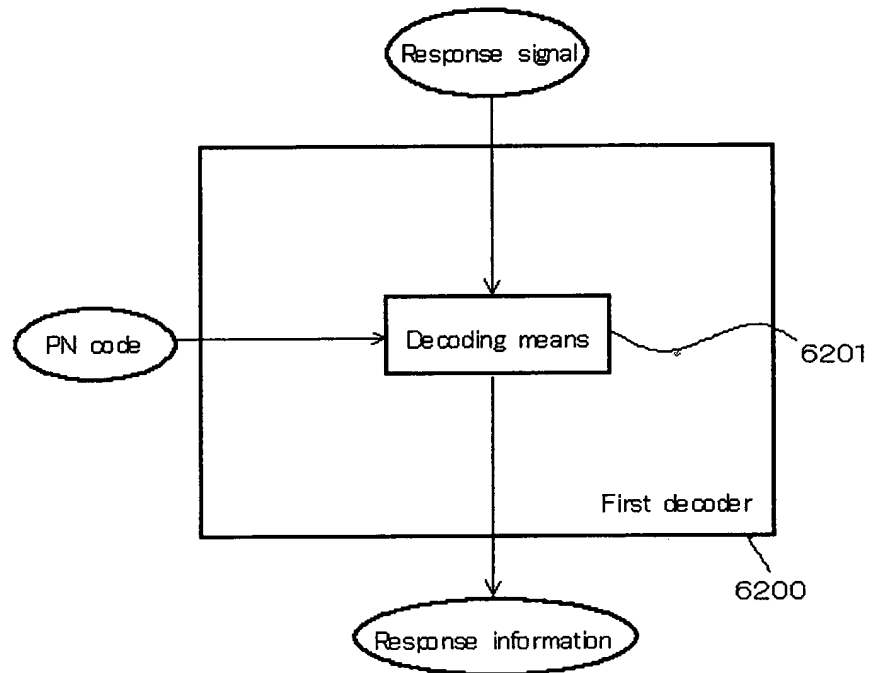 Response signal
PN code
Decoding means
6201
First decoder
6200
Response information